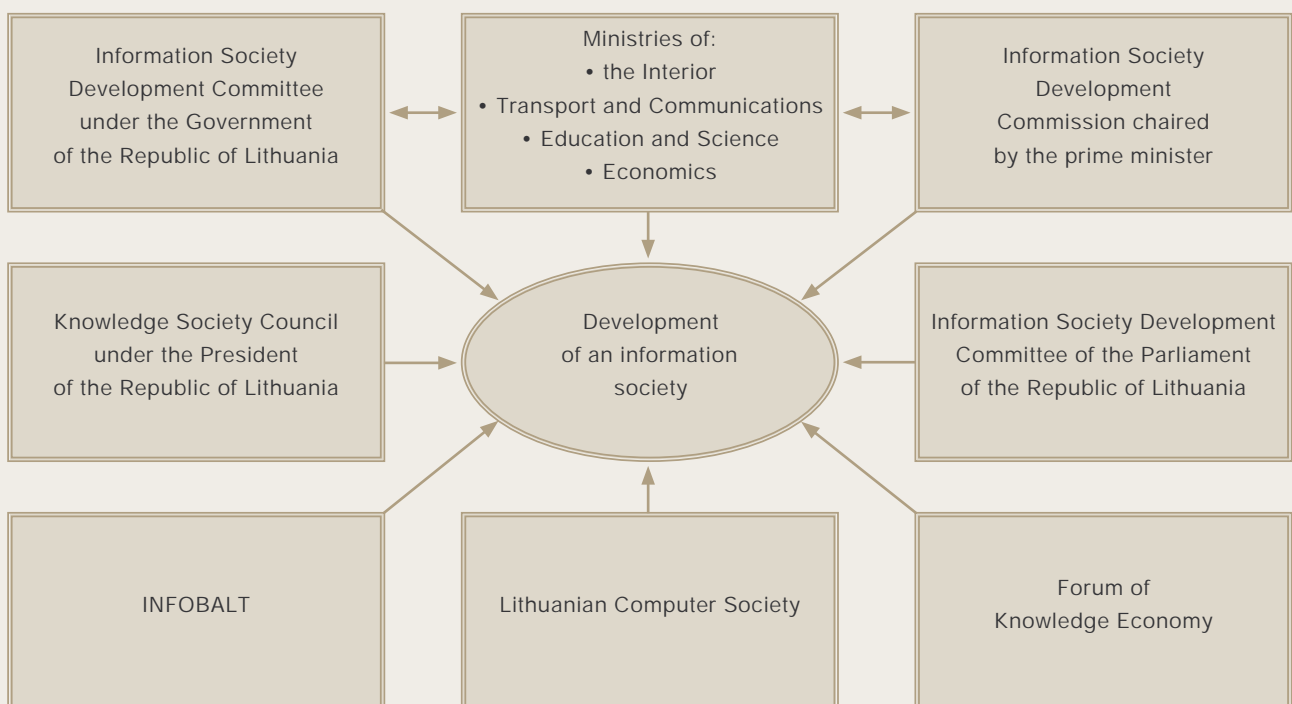 Information Society
Development Committee
under the Government
of the Republic of Lithuania
Ministries of:
• the Interior
• Transport and Communications
• Education and Science
• Economics
Information Society
Development
Commission chaired
by the prime minister
Knowledge Society Council
under the President
of the Republic of Lithuania
Development
of an information
society
Information Society Development
Committee of the Parliament
of the Republic of Lithuania
INFOBALT
Lithuanian Computer Society
Forum of
Knowledge Economy